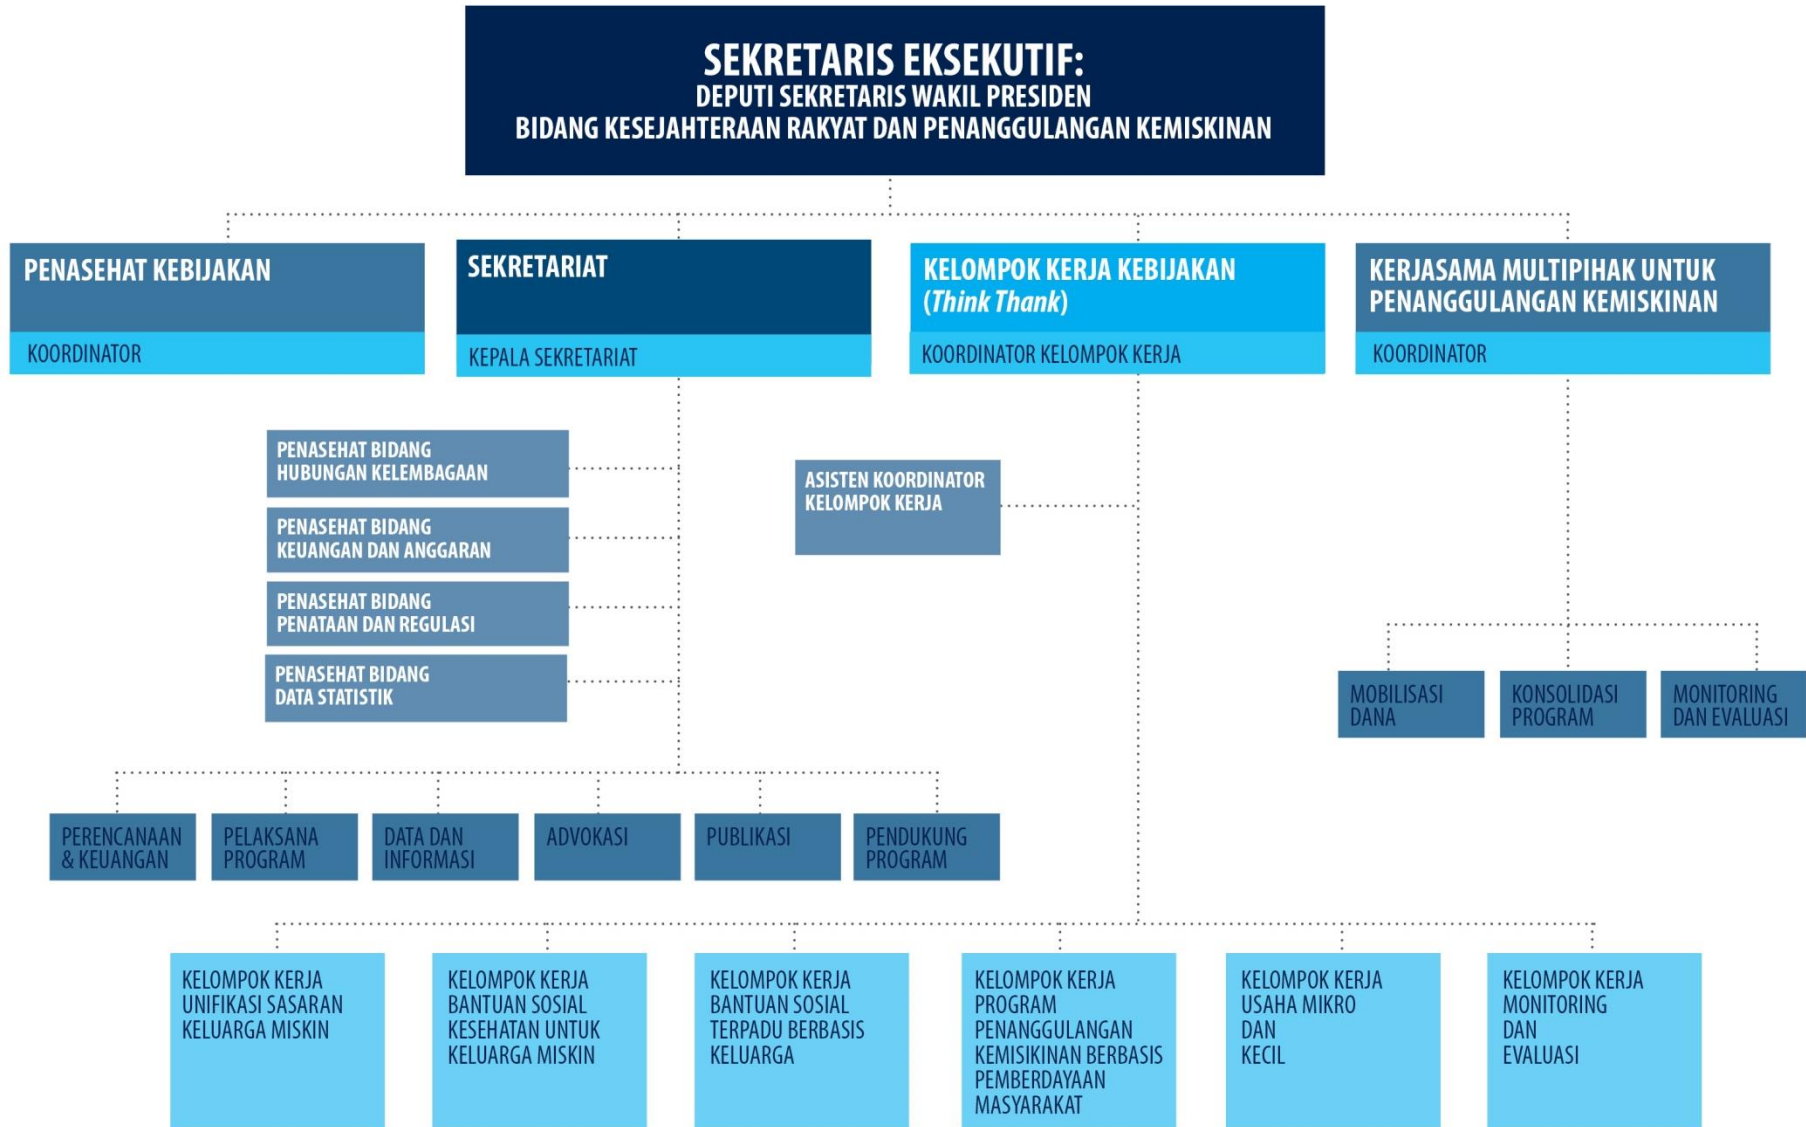 SEKRETARIS EKSEKUTIF:
DEPUTI SEKRETARIS WAKIL PRESIDEN
BIDANG KESEJAHTERAAN RAKYAT DAN PENANGGULANGAN KEMISKINAN
PENASEHAT KEBIJAKAN
KOORDINATOR
SEKRETARIAT
KEPALA SEKRETARIAT
KELOMPOK KERJA KEBIJAKAN
(Think Thank)
KOORDINATOR KELOMPOK KERJA
KERJASAMA MULTIPIHAK UNTUK
PENANGGULANGAN KEMISKINAN
KOORDINATOR
PENASEHAT BIDANG
HUBUNGAN KELEMBAGAAN
PENASEHAT BIDANG
KEUANGAN DAN ANGGARAN
PENASEHAT BIDANG
PENATAAN DAN REGULASI
PENASEHAT BIDANG
DATA STATISTIK
ASISTEN KOORDINATOR
KELOMPOK KERJA
MOBILISASI
DANA
KONSOLIDASI
PROGRAM
MONITORING
DAN EVALUASI
PERENCANAAN
& KEUANGAN
PELAKSANA
PROGRAM
DATA DAN
INFORMASI
ADVOKASI
PUBLIKASI
PENDUKUNG
PROGRAM
KELOMPOK KERJA
UNIFIKASI SASARAN
KELUARGA MISKIN
KELOMPOK KERJA
BANTUAN SOSIAL
KESEHATAN UNTUK
KELUARGA MISKIN
KELOMPOK KERJA
BANTUAN SOSIAL
TERPADU BERBASIS
KELUARGA
KELOMPOK KERJA
PROGRAM
PENANGGULANGAN
KEMISIKINAN BERBASIS
PEMBERDAYAAN
MASYARAKAT
KELOMPOK KERJA
USAHA MIKRO
DAN
KECIL
KELOMPOK KERJA
MONITORING
DAN
EVALUASI